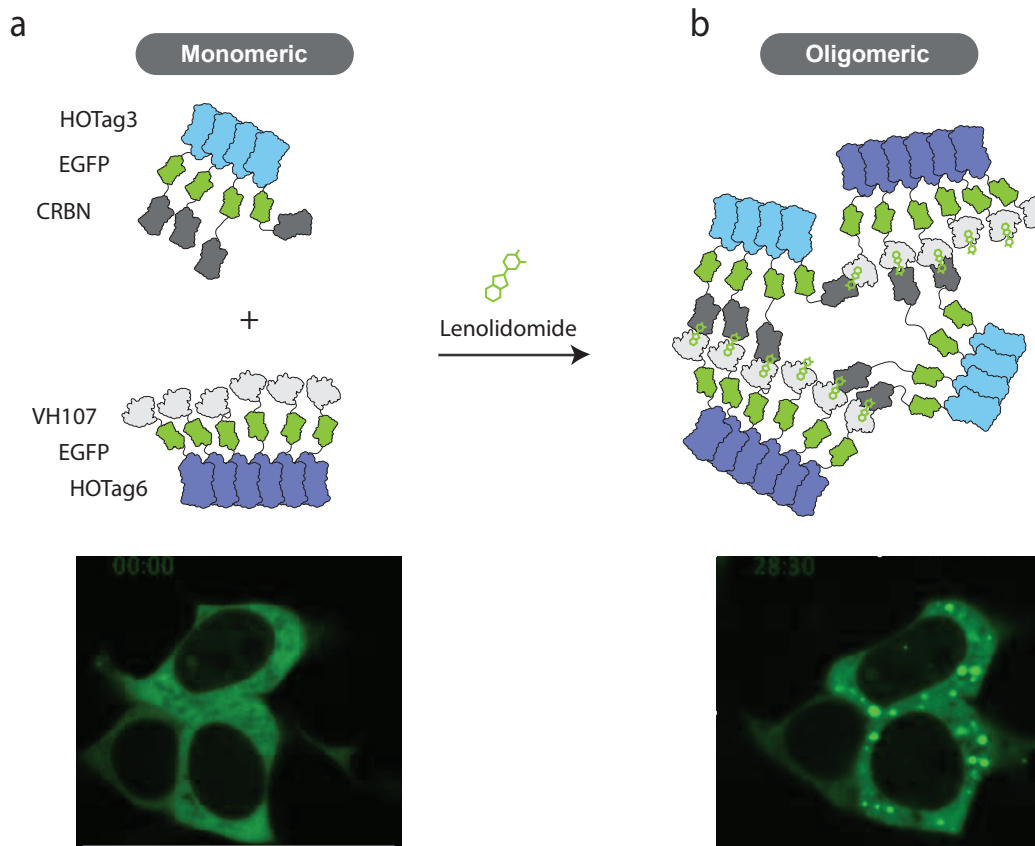 a
Monomeric
HOTag3
EGFP
CRBN
+
VH107
EGFP
HOTag6
Lenolidomide
b
Oligomeric
00:00
28:30